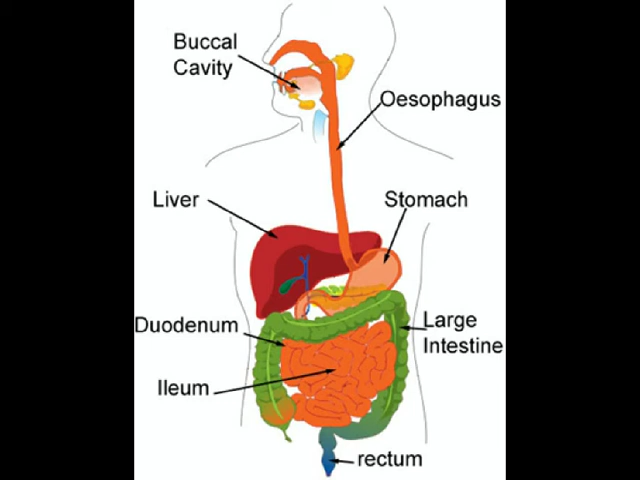 Buccal
Cavity
Oesophagus
Liver
Stomach
Duodenum
Large
Intestine
Ileum
rectum